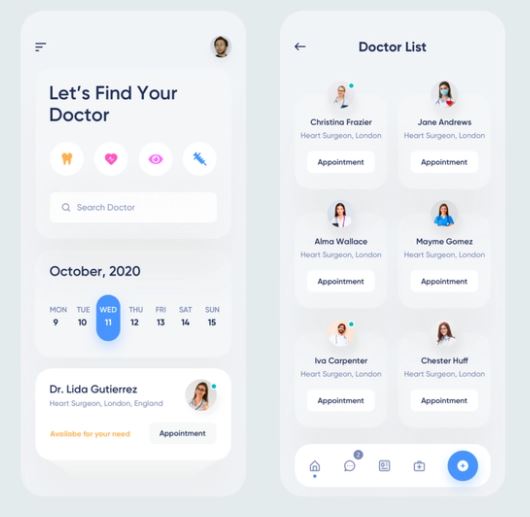 Let's Find Your
Doctor
Search Doctor
October, 2020
MON TUE WED THU FRI SAT SUN
9 10 11 12 13 14 15
Dr. Lida Gutierrez
Heart Surgeon, London, England
Availabe for your need
Appointment
Doctor List
Christina Frazier
Heart Surgeon, London
Appointment
Jane Andrews
Heart Surgeon, London
Appointment
Alma Wallace
Heart Surgeon, London
Appointment
Mayme Gomez
Heart Surgeon, London
Appointment
Iva Carpenter
Heart Surgeon, London
Appointment
Chester Huff
Heart Surgeon, London
Appointment
2